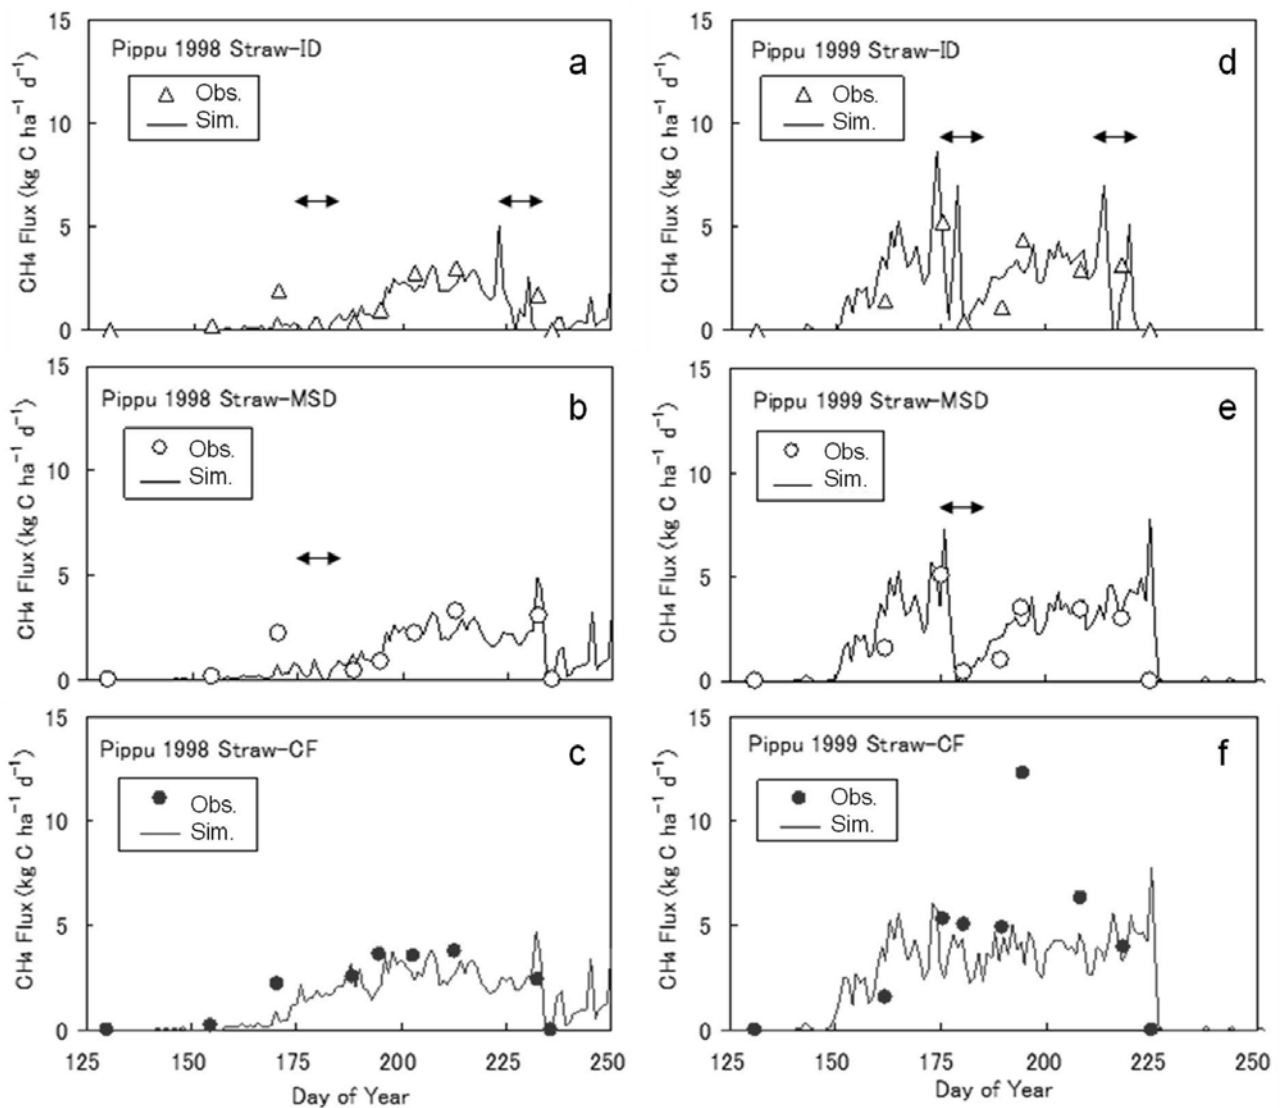 15
10
5
0
CH4 Flux (kg C ha⁻¹ d⁻¹)
Pippu 1998 Straw-ID
a
Obs.
Sim.
15
10
5
0
CH4 Flux (kg C ha⁻¹ d⁻¹)
Pippu 1999 Straw-ID
d
Obs.
Sim.
15
10
5
0
CH4 Flux (kg C ha⁻¹ d⁻¹)
Pippu 1998 Straw-MSD
b
Obs.
Sim.
15
10
5
0
CH4 Flux (kg C ha⁻¹ d⁻¹)
Pippu 1999 Straw-MSD
e
Obs.
Sim.
15
10
5
0
CH4 Flux (kg C ha⁻¹ d⁻¹)
Pippu 1998 Straw-CF
c
Obs.
Sim.
125 150 175 200 225 250
Day of Year
15
10
5
0
CH4 Flux (kg C ha⁻¹ d⁻¹)
Pippu 1999 Straw-CF
f
Obs.
Sim.
125 150 175 200 225 250
Day of Year